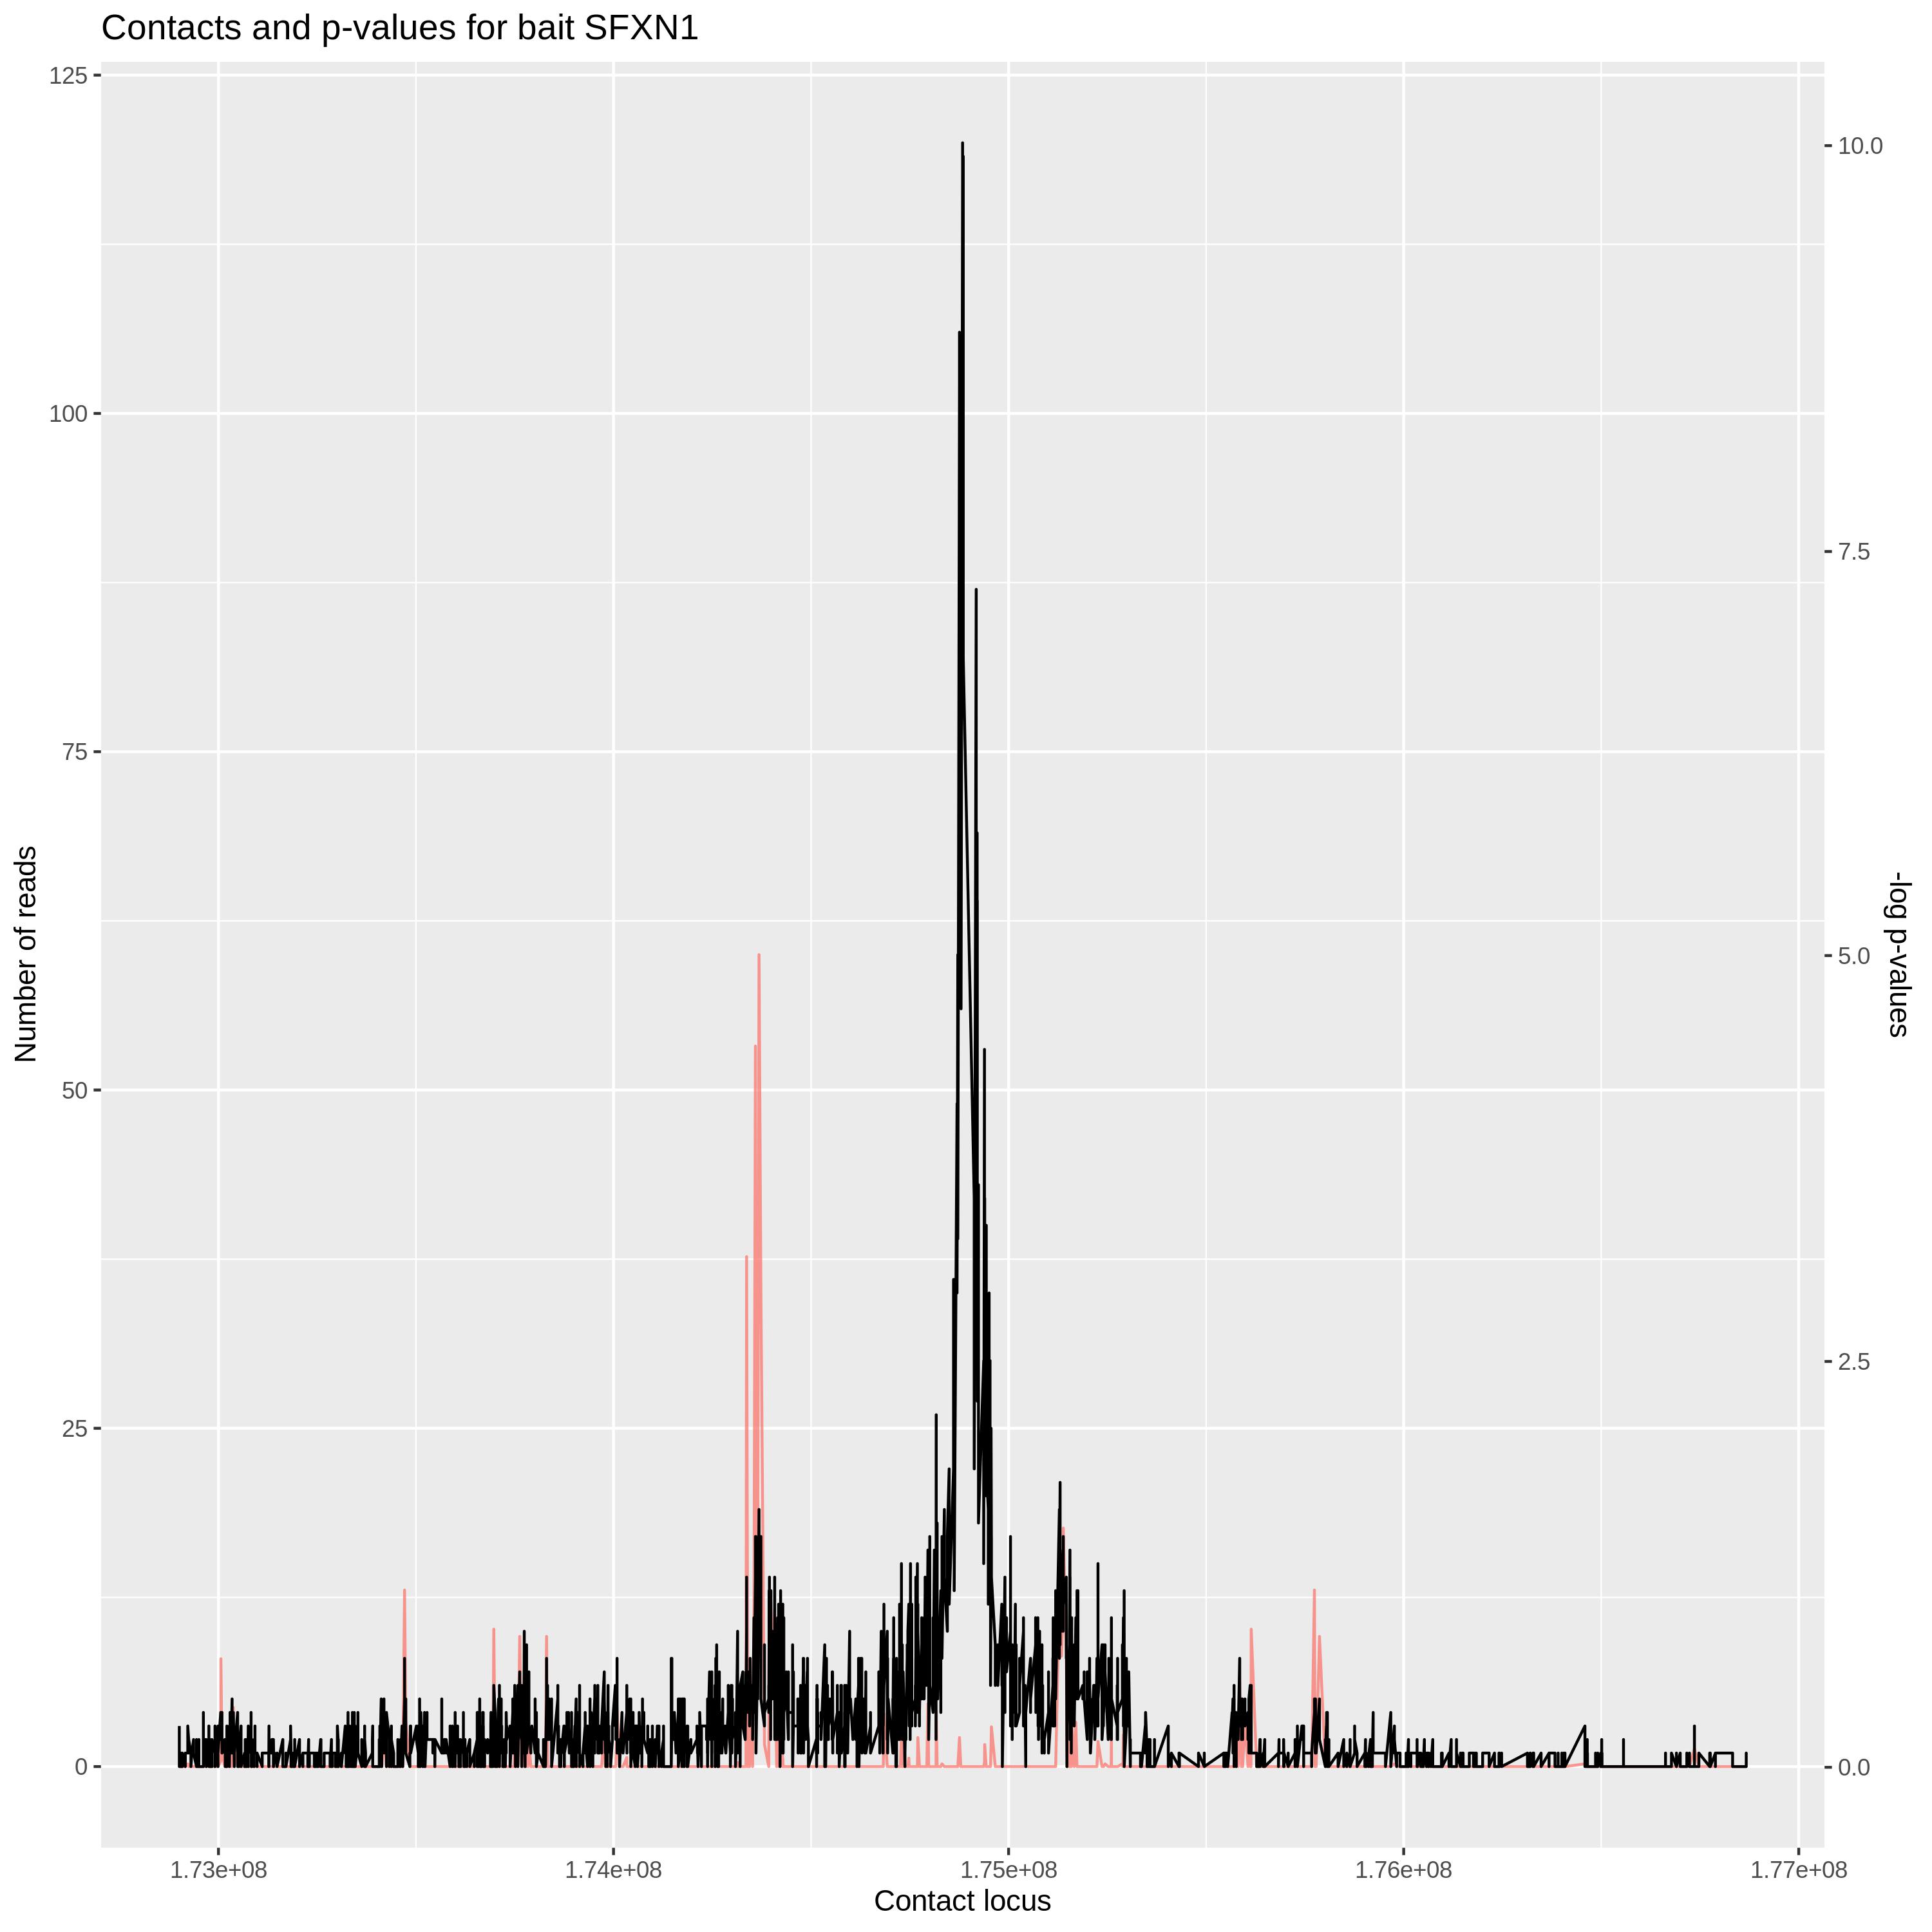 Contacts and p-values for bait SFXN1
125
100
75
50
25
0
10.0
7.5
5.0
2.5
0.0
Number of reads
-log p-values
1.73e+08
1.74e+08
1.75e+08
1.76e+08
1.77e+08
Contact locus